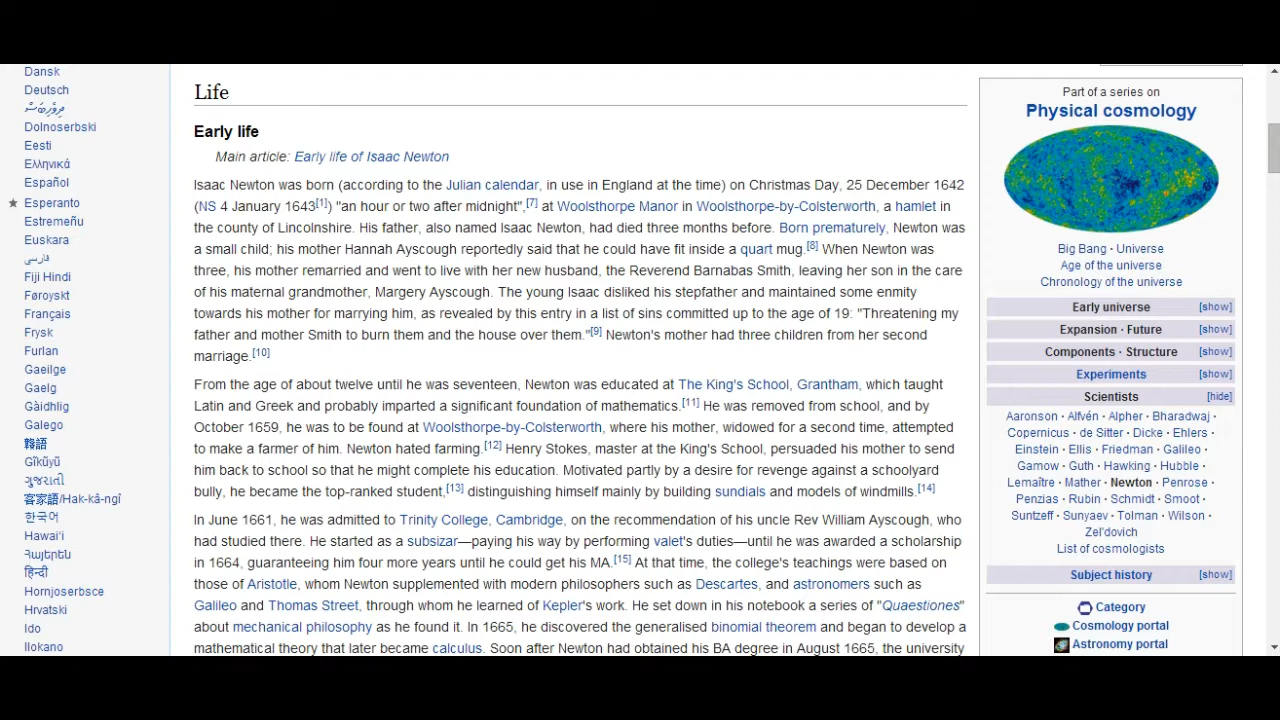 Dansk
Deutsch
ދިވެހިބަސް
Dolnoserbski
Eesti
Ελληνικά
Español
Esperanto
Estremeñu
Euskara
فارسی
Fiji Hindi
Føroyskt
Français
Frysk
Furlan
Gaeilge
Gaelg
Gàidhlig
Galego
贛語
Gĩkũyũ
ગુજરાતી
客家語/Hak-kâ-ngî
한국어
Hawai'i
Հայերեն
हिन्दी
Hornjoserbsce
Hrvatski
Ido
Ilokano
Life
Early life
Main article: Early life of Isaac Newton
Isaac Newton was born (according to the Julian calendar, in use in England at the time) on Christmas Day, 25 December 1642
(NS 4 January 1643[1]) "an hour or two after midnight",[7] at Woolsthorpe Manor in Woolsthorpe-by-Colsterworth, a hamlet in
the county of Lincolnshire. His father, also named Isaac Newton, had died three months before. Born prematurely, Newton was
a small child; his mother Hannah Ayscough reportedly said that he could have fit inside a quart mug.[8] When Newton was
three, his mother remarried and went to live with her new husband, the Reverend Barnabas Smith, leaving her son in the care
of his maternal grandmother, Margery Ayscough. The young Isaac disliked his stepfather and maintained some enmity
towards his mother for marrying him, as revealed by this entry in a list of sins committed up to the age of 19: "Threatening my
father and mother Smith to burn them and the house over them."[9] Newton's mother had three children from her second
marriage.[10]
From the age of about twelve until he was seventeen, Newton was educated at The King's School, Grantham, which taught
Latin and Greek and probably imparted a significant foundation of mathematics.[11] He was removed from school, and by
October 1659, he was to be found at Woolsthorpe-by-Colsterworth, where his mother, widowed for a second time, attempted
to make a farmer of him. Newton hated farming.[12] Henry Stokes, master at the King's School, persuaded his mother to send
him back to school so that he might complete his education. Motivated partly by a desire for revenge against a schoolyard
bully, he became the top-ranked student,[13] distinguishing himself mainly by building sundials and models of windmills.[14]
In June 1661, he was admitted to Trinity College, Cambridge, on the recommendation of his uncle Rev William Ayscough, who
had studied there. He started as a subsizar—paying his way by performing valet's duties—until he was awarded a scholarship
in 1664, guaranteeing him four more years until he could get his MA.[15] At that time, the college's teachings were based on
those of Aristotle, whom Newton supplemented with modern philosophers such as Descartes, and astronomers such as
Galileo and Thomas Street, through whom he learned of Kepler's work. He set down in his notebook a series of "Quaestiones"
about mechanical philosophy as he found it. In 1665, he discovered the generalised binomial theorem and began to develop a
mathematical theory that later became calculus. Soon after Newton had obtained his BA degree in August 1665, the university
Part of a series on
Physical cosmology
Big Bang · Universe
Age of the universe
Chronology of the universe
Early universe [show]
Expansion · Future [show]
Components · Structure [show]
Experiments [show]
Scientists [hide]
Aaronson · Alfvén · Alpher · Bharadwaj ·
Copernicus · de Sitter · Dicke · Ehlers ·
Einstein · Ellis · Friedman · Galileo ·
Gamow · Guth · Hawking · Hubble ·
Lemaître · Mather · Newton · Penrose ·
Penzias · Rubin · Schmidt · Smoot ·
Suntzeff · Sunyaev · Tolman · Wilson ·
Zel'dovich
List of cosmologists
Subject history [show]
Category
Cosmology portal
Astronomy portal